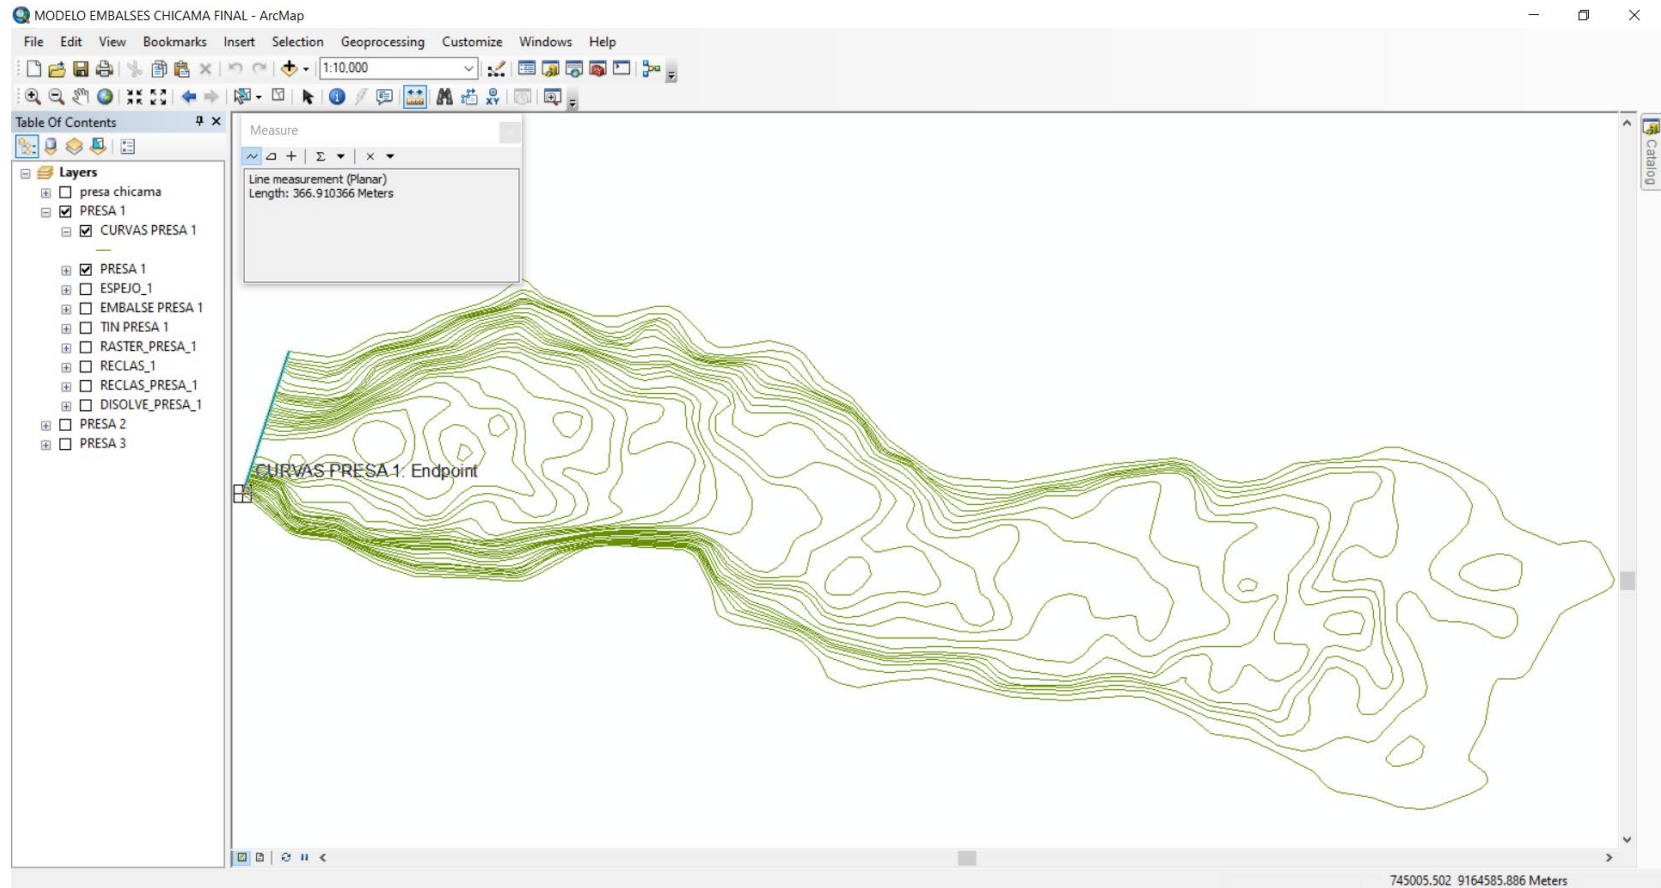 MODELO EMBALSES CHICAMA FINAL - ArcMap
File Edit View Bookmarks Insert Selection Geoprocessing Customize Windows Help
1:10,000
Table Of Contents
Layers
presa chicama
PRESA 1
CURVAS PRESA 1
PRESA 1
ESPEJO_1
EMBALSE PRESA 1
TIN PRESA 1
RASTER_PRESA_1
RECLAS_1
RECLAS_PRESA_1
DISOLVE_PRESA_1
PRESA 2
PRESA 3
Measure
Line measurement (Planar)
Length: 366.910366 Meters
CURVAS PRESA 1: Endpoint
Catalog
745005.502 9164585.886 Meters